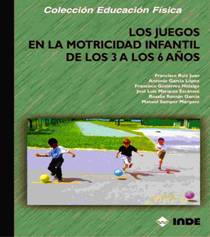 Colección Educación Física
LOS JUEGOS
EN LA MOTRICIDAD INFANTIL
DE LOS 3 A LOS 6 AÑOS
Francisco Ruiz Juan
Antonio García López
Francisco Gutiérrez Hidalgo
José Luis Marqués Escámez
Rosalía Román García
Manuel Samper Márquez
INDE